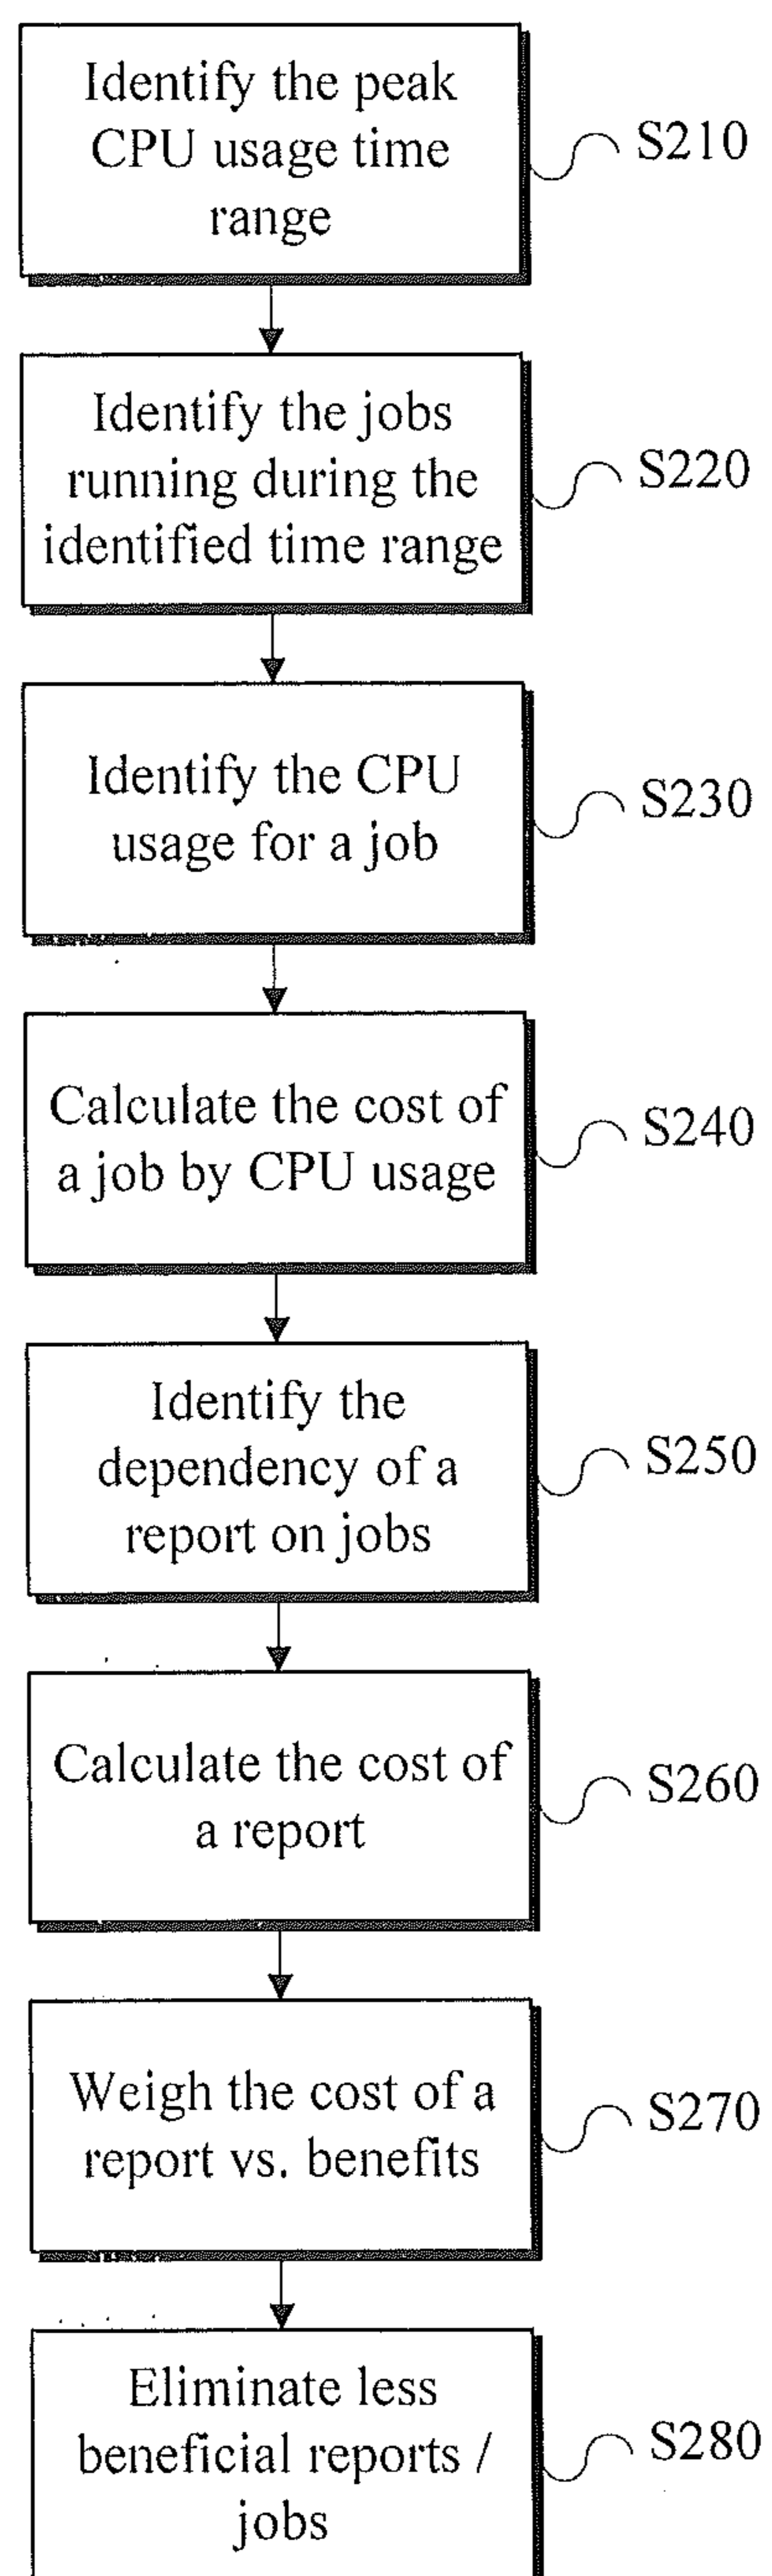 Identify the peak
CPU usage time
range
S210
Identify the jobs
running during the
identified time range
S220
Identify the CPU
usage for a job
S230
Calculate the cost of
a job by CPU usage
S240
Identify the
dependency of a
report on jobs
S250
Calculate the cost of
a report
S260
Weigh the cost of a
report vs. benefits
S270
Eliminate less
beneficial reports /
jobs
S280